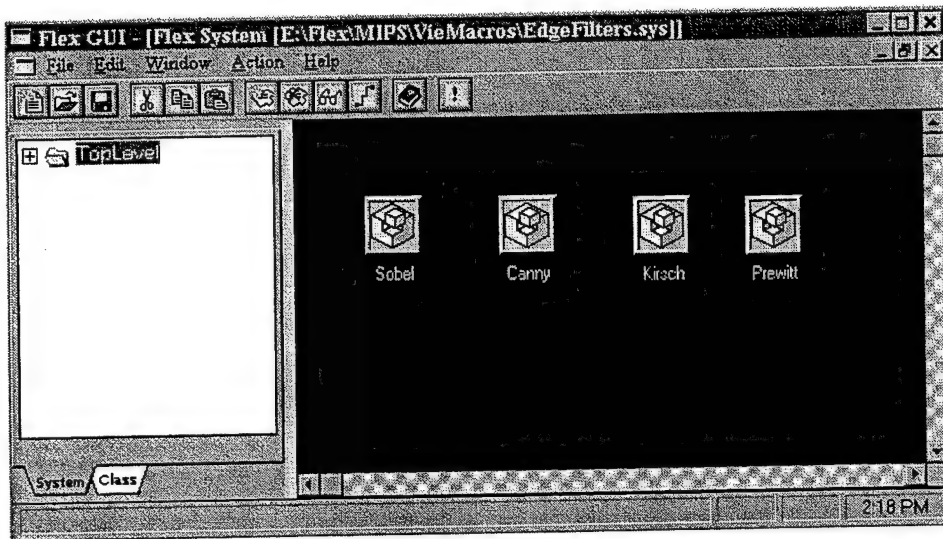 Flex GUI - [Flex System [E:\Flex\MIPS\VieMacros\EdgeFilters.sys]]
File Edit Window Action Help
TopLevel
Sobel Canny Kirsch Prewitt
System Class
2:18 PM